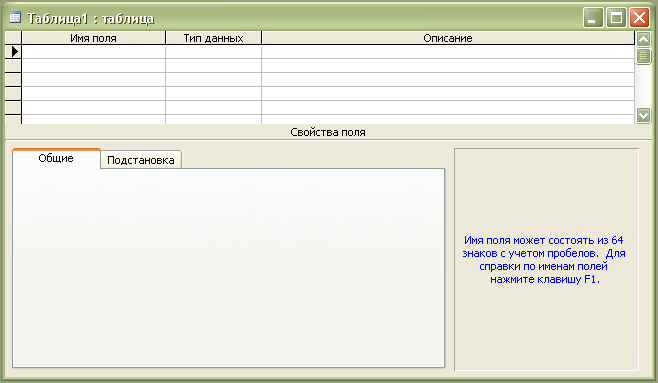 Таблица1 : таблица
Имя поля Тип данных Описание
Свойства поля
Общие Подстановка
Имя поля может состоять из 64
знаков с учетом пробелов. Для
справки по именам полей
нажмите клавишу F1.